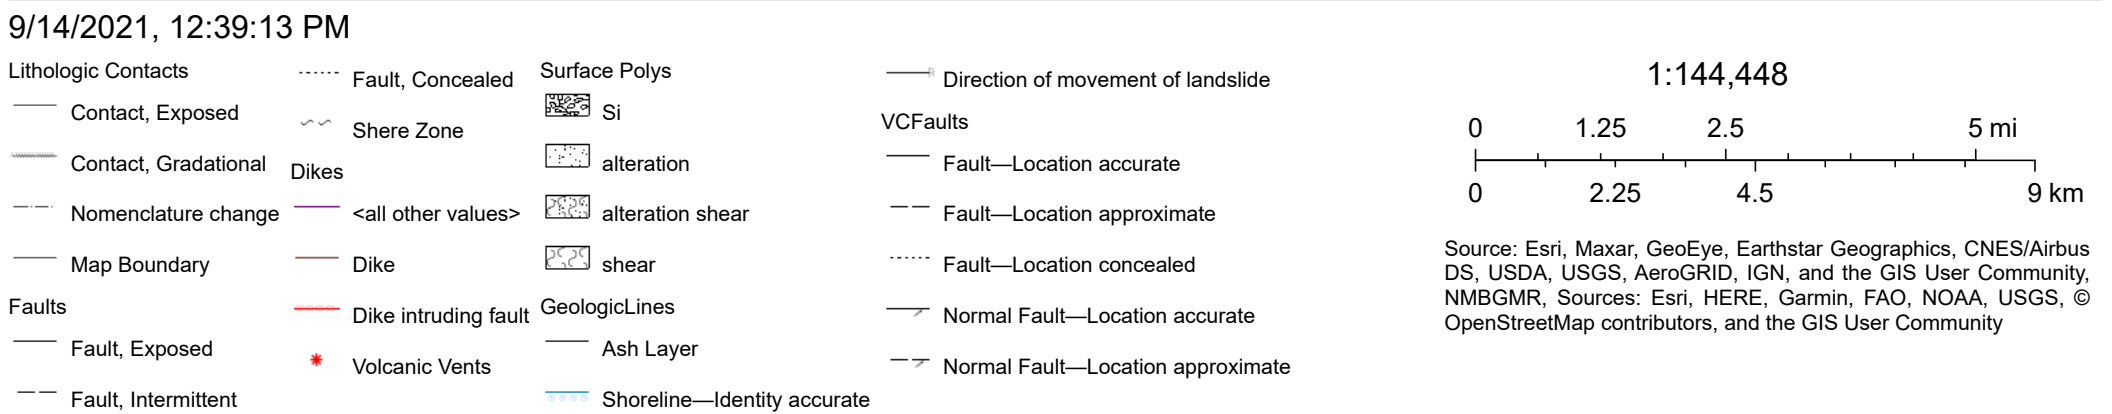 9/14/2021, 12:39:13 PM
Lithologic Contacts
Contact, Exposed
Contact, Gradational
Nomenclature change
Map Boundary
Faults
Fault, Exposed
Fault, Intermittent
Fault, Concealed
Shere Zone
Dikes
<all other values>
Dike
Dike intruding fault
Volcanic Vents
Surface Polys
Si
alteration
alteration shear
shear
GeologicLines
Ash Layer
Shoreline—Identity accurate
Direction of movement of landslide
VCFaults
Fault—Location accurate
Fault—Location approximate
Fault—Location concealed
Normal Fault—Location accurate
Normal Fault—Location approximate
1:144,448
0 1.25 2.5 5 mi
0 2.25 4.5 9 km
Source: Esri, Maxar, GeoEye, Earthstar Geographics, CNES/Airbus
DS, USDA, USGS, AeroGRID, IGN, and the GIS User Community,
NMBGMR, Sources: Esri, HERE, Garmin, FAO, NOAA, USGS, ©
OpenStreetMap contributors, and the GIS User Community